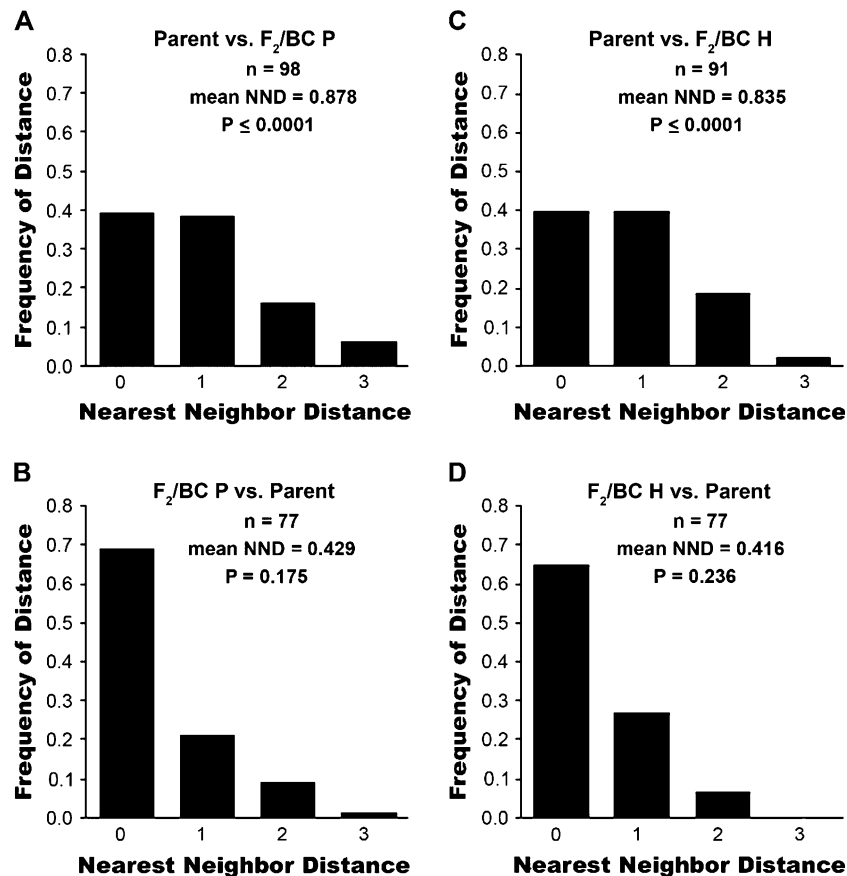 A
Parent vs. F2/BC P
n = 98
mean NND = 0.878
P ≤ 0.0001
0.8
0.7
0.6
0.5
0.4
0.3
0.2
0.1
0.0
Frequency of Distance
0 1 2 3
Nearest Neighbor Distance
C
Parent vs. F2/BC H
n = 91
mean NND = 0.835
P ≤ 0.0001
0.8
0.7
0.6
0.5
0.4
0.3
0.2
0.1
0.0
Frequency of Distance
0 1 2 3
Nearest Neighbor Distance
B
F2/BC P vs. Parent
n = 77
mean NND = 0.429
P = 0.175
0.8
0.7
0.6
0.5
0.4
0.3
0.2
0.1
0.0
Frequency of Distance
0 1 2 3
Nearest Neighbor Distance
D
F2/BC H vs. Parent
n = 77
mean NND = 0.416
P = 0.236
0.8
0.7
0.6
0.5
0.4
0.3
0.2
0.1
0.0
Frequency of Distance
0 1 2 3
Nearest Neighbor Distance